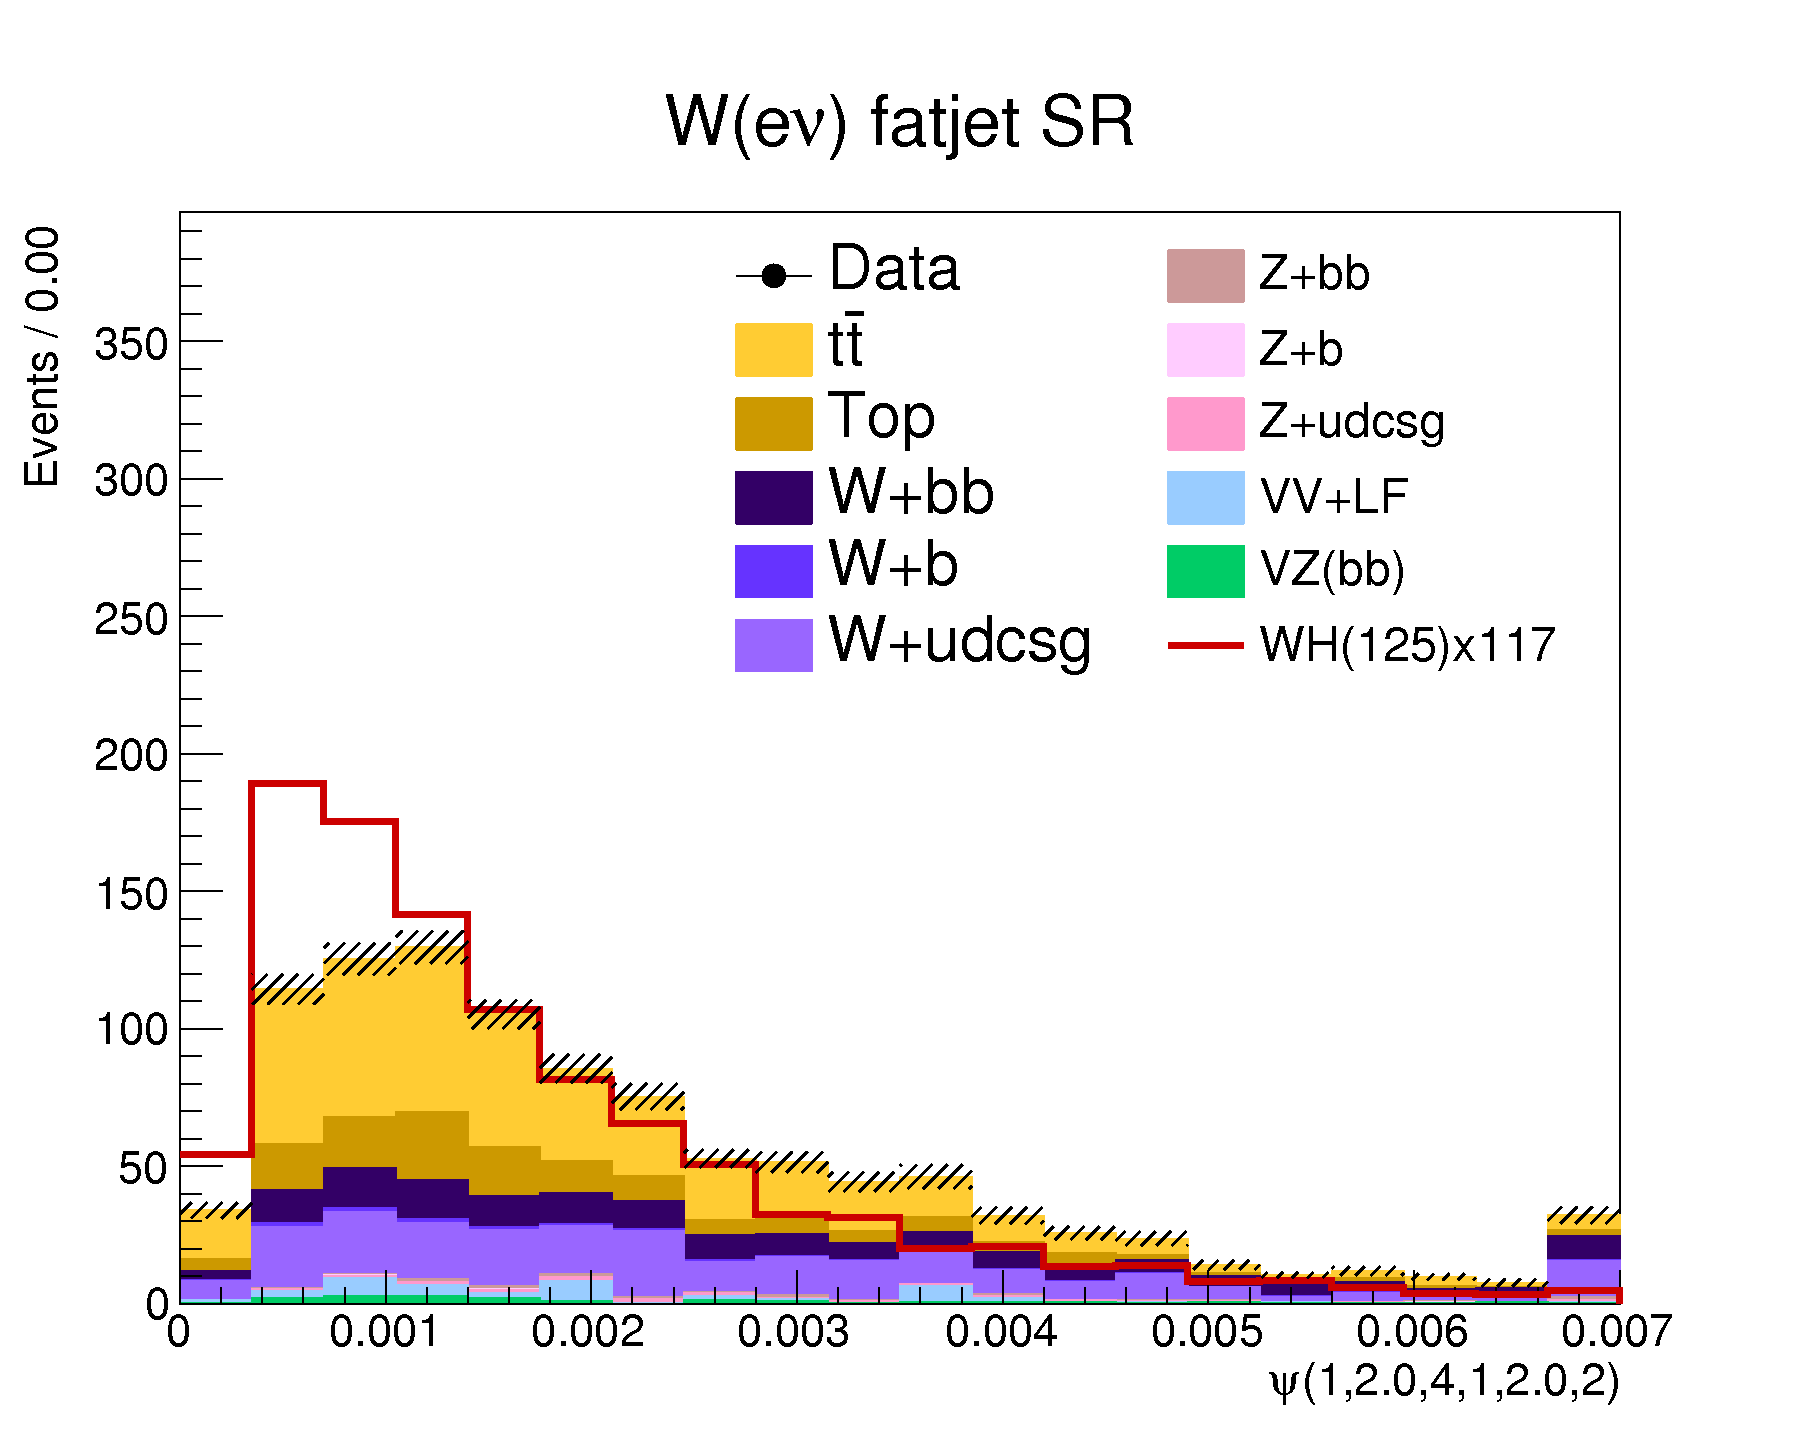 W(eν) fatjet SR
Events / 0.00
350
300
250
200
150
100
50
0
Data
tt̄
Top
W+bb
W+b
W+udcsg
Z+bb
Z+b
Z+udcsg
VV+LF
VZ(bb)
WH(125)x117
0 0.001 0.002 0.003 0.004 0.005 0.006 0.007
ψ(1,2.0,4,1,2.0,2)